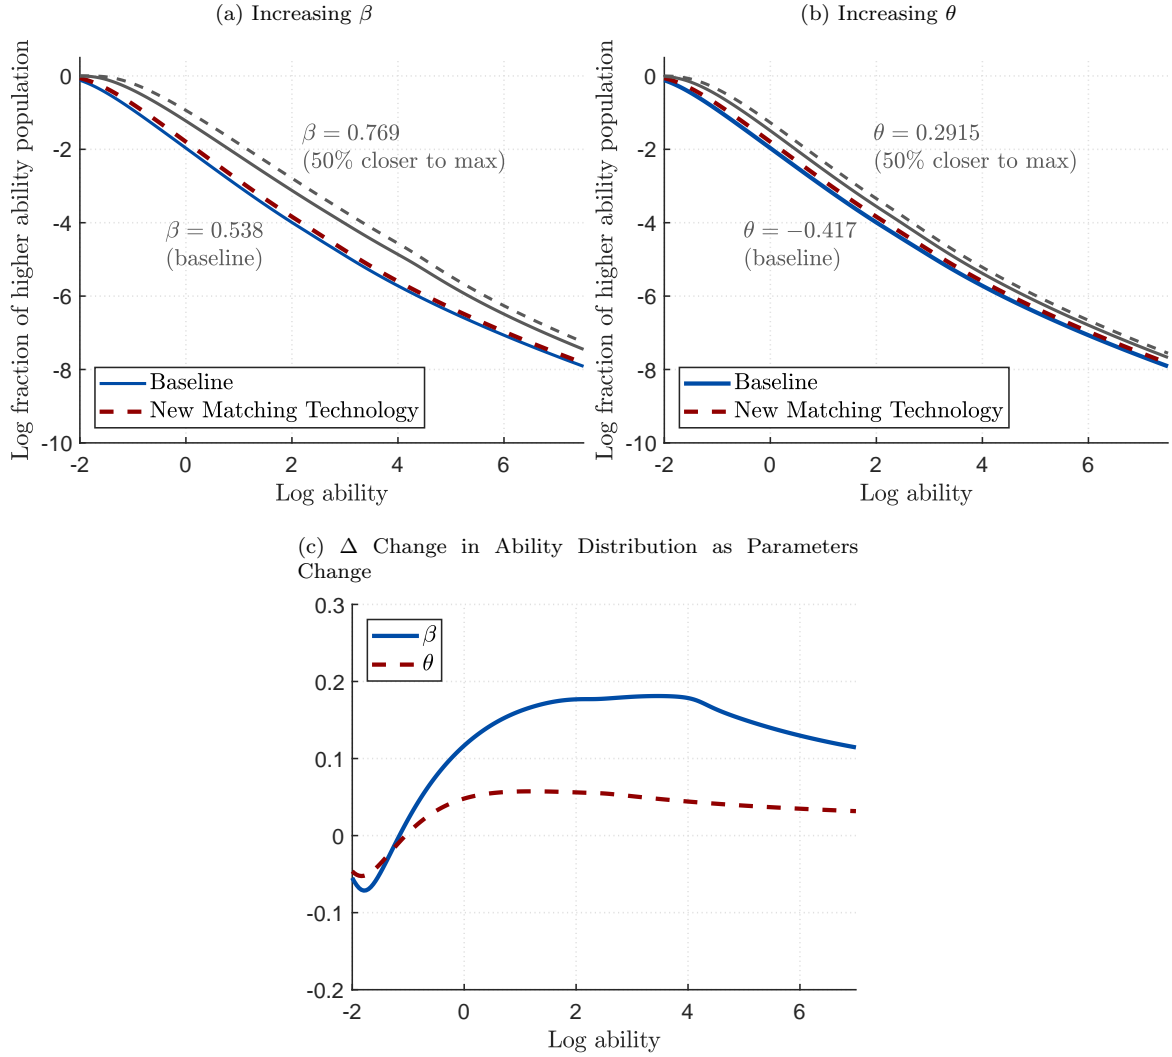 (a) Increasing β
Log fraction of higher ability population
0
-2
-4
-6
-8
-10
β = 0.769
(50% closer to max)
β = 0.538
(baseline)
Baseline
New Matching Technology
-2 0 2 4 6
Log ability
(b) Increasing θ
Log fraction of higher ability population
0
-2
-4
-6
-8
-10
θ = 0.2915
(50% closer to max)
θ = −0.417
(baseline)
Baseline
New Matching Technology
-2 0 2 4 6
Log ability
(c) Δ Change in Ability Distribution as Parameters
Change
0.3
0.2
0.1
0
-0.1
-0.2
β
θ
-2 0 2 4 6
Log ability